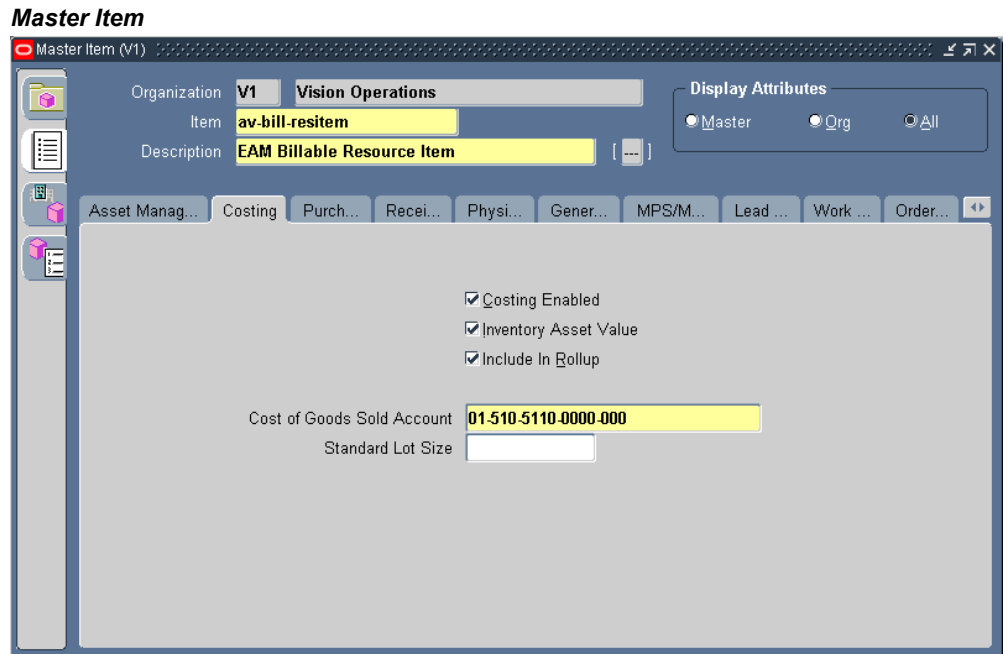 Master Item
Master Item (V1)
Organization V1 Vision Operations
Item av-bill-resitem
Description EAM Billable Resource Item [ ... ]
Display Attributes
Master Org All
Asset Manag... Costing Purch... Recei... Physi... Gener... MPS/M... Lead ... Work ... Order...
Costing Enabled
Inventory Asset Value
Include In Rollup
Cost of Goods Sold Account 01-510-5110-0000-000
Standard Lot Size